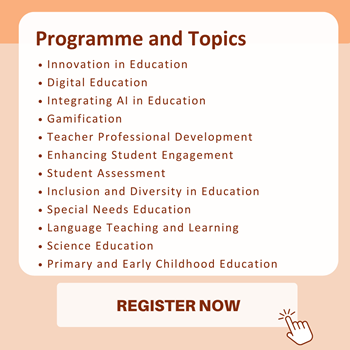 Programme and Topics
• Innovation in Education
• Digital Education
• Integrating AI in Education
• Gamification
• Teacher Professional Development
• Enhancing Student Engagement
• Student Assessment
• Inclusion and Diversity in Education
• Special Needs Education
• Language Teaching and Learning
• Science Education
• Primary and Early Childhood Education
REGISTER NOW